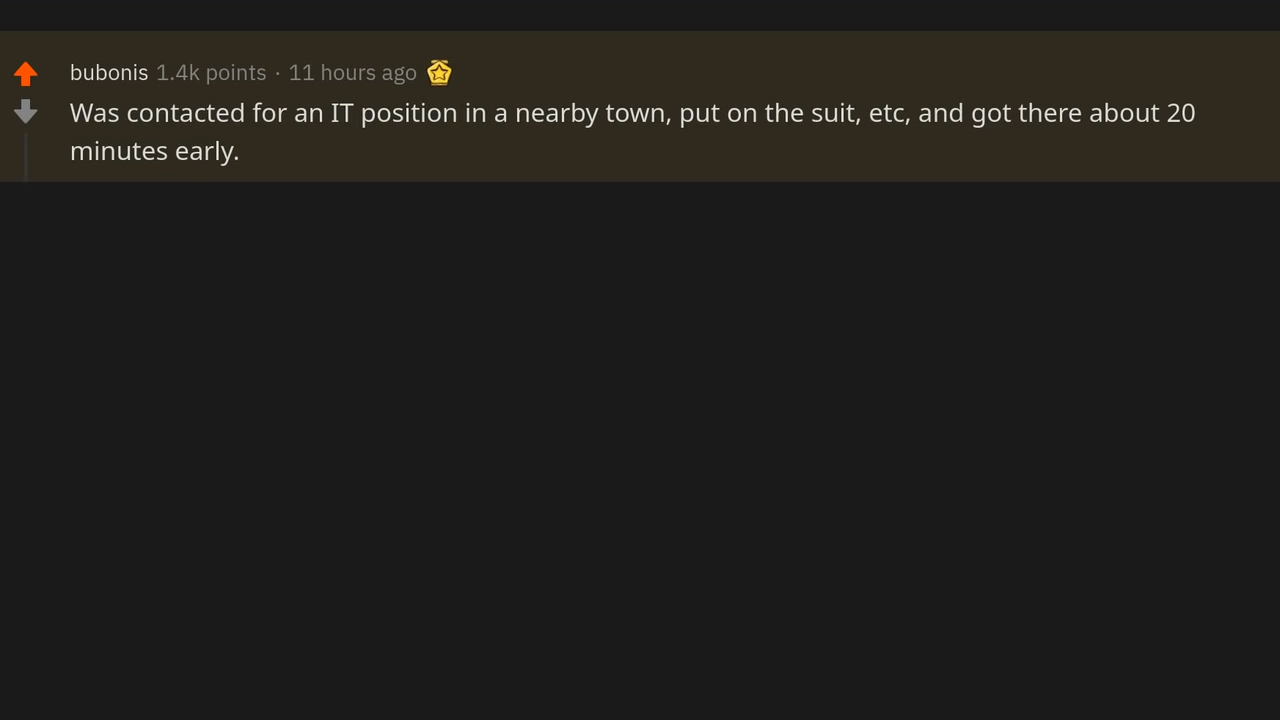 bubonis 1.4k points · 11 hours ago
Was contacted for an IT position in a nearby town, put on the suit, etc, and got there about 20
minutes early.